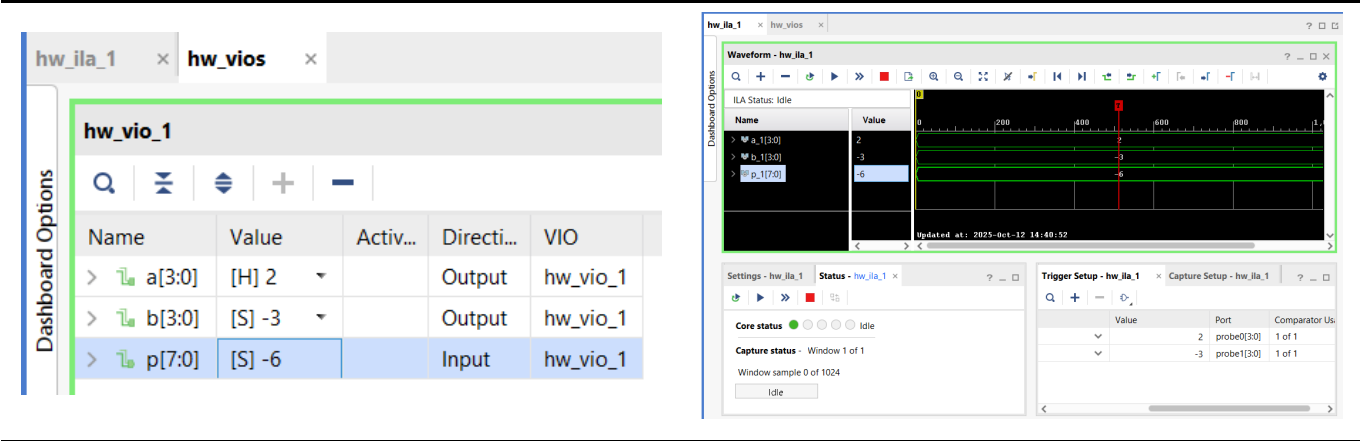 hw_ila_1 × hw_vios ×
Dashboard Options
hw_vio_1
Name Value Activ... Directi... VIO
a[3:0] [H] 2 Output hw_vio_1
b[3:0] [S] -3 Output hw_vio_1
p[7:0] [S] -6 Input hw_vio_1
hw_ila_1 × hw_vios ×
Dashboard Options
Waveform - hw_ila_1
ILA Status: Idle
Name Value
a_1[3:0] 2
b_1[3:0] -3
p_1[7:0] -6
0
T
0 200 400 600 800 1,
2
-3
-6
Updated at: 2025-Oct-12 14:40:52
Settings - hw_ila_1 Status - hw_ila_1 ×
Core status Idle
Capture status - Window 1 of 1
Window sample 0 of 1024
Idle
Trigger Setup - hw_ila_1 × Capture Setup - hw_ila_1
Value Port Comparator Us
2 probe0[3:0] 1 of 1
-3 probe1[3:0] 1 of 1